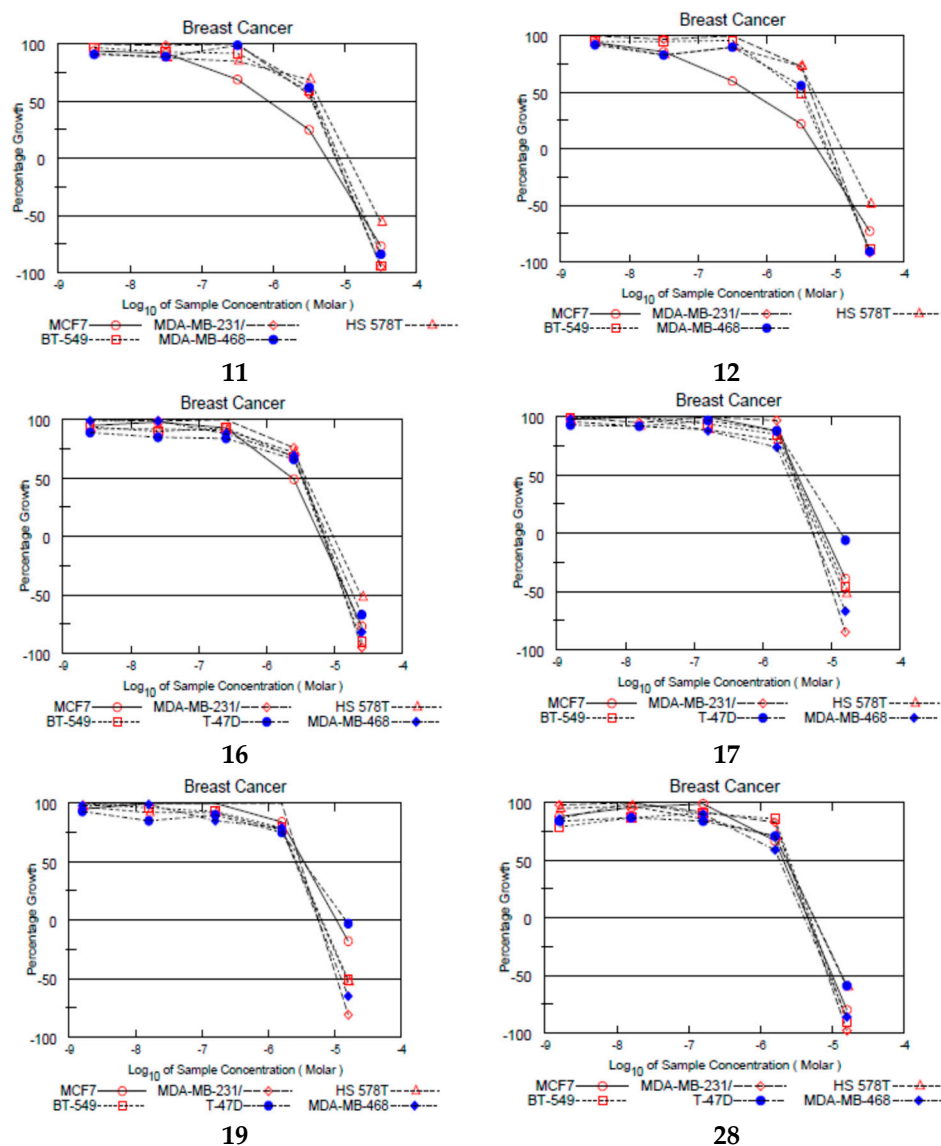 Breast Cancer
Percentage Growth
100
50
0
-50
-100
-9 -8 -7 -6 -5 -4
Log10 of Sample Concentration ( Molar )
MCF7 MDA-MB-231/ HS 578T
BT-549 MDA-MB-468
11
Breast Cancer
Percentage Growth
100
50
0
-50
-100
-9 -8 -7 -6 -5 -4
Log10 of Sample Concentration ( Molar )
MCF7 MDA-MB-231/ HS 578T
BT-549 MDA-MB-468
12
Breast Cancer
Percentage Growth
100
50
0
-50
-100
-9 -8 -7 -6 -5 -4
Log10 of Sample Concentration ( Molar )
MCF7 MDA-MB-231/ HS 578T
BT-549 T-47D MDA-MB-468
16
Breast Cancer
Percentage Growth
100
50
0
-50
-100
-9 -8 -7 -6 -5 -4
Log10 of Sample Concentration ( Molar )
MCF7 MDA-MB-231/ HS 578T
BT-549 T-47D MDA-MB-468
17
Breast Cancer
Percentage Growth
100
50
0
-50
-100
-9 -8 -7 -6 -5 -4
Log10 of Sample Concentration ( Molar )
MCF7 MDA-MB-231/ HS 578T
BT-549 T-47D MDA-MB-468
19
Breast Cancer
Percentage Growth
100
50
0
-50
-100
-9 -8 -7 -6 -5 -4
Log10 of Sample Concentration ( Molar )
MCF7 MDA-MB-231/ HS 578T
BT-549 T-47D MDA-MB-468
28